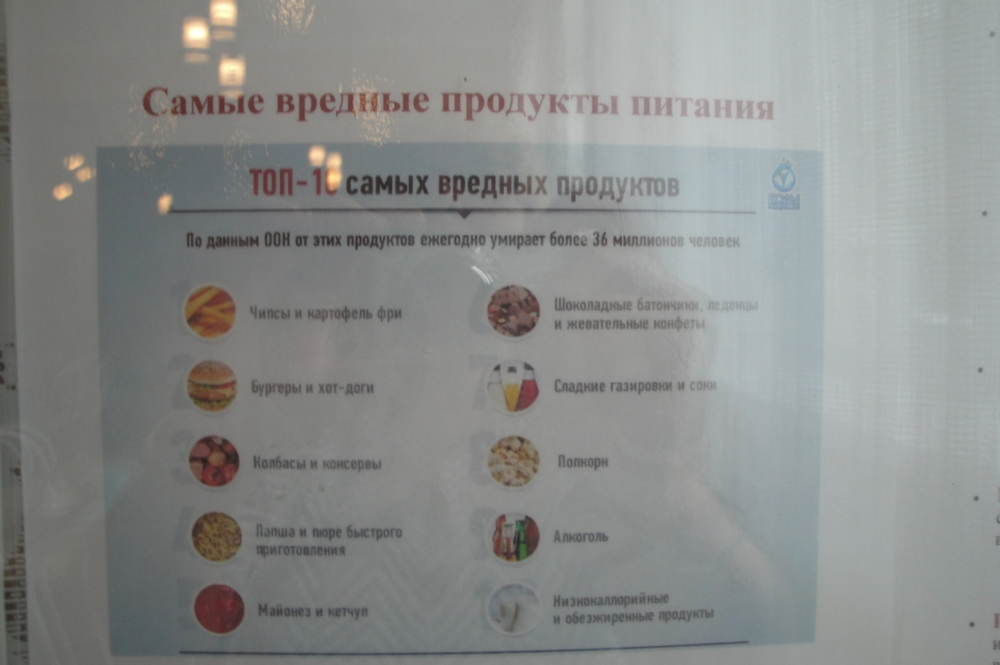 Самые вредные продукты питания
ТОП-10 самых вредных продуктов
По данным ООН от этих продуктов ежегодно умирает более 36 миллионов человек
1 Чипсы и картофель фри
2 Бургеры и хот-доги
3 Колбасы и консервы
4 Лапша и пюре быстрого
приготовления
5 Майонез и кетчуп
6 Шоколадные батончики, леденцы
и жевательные конфеты
7 Сладкие газировки и соки
8 Попкорн
9 Алкоголь
10 Низкокаллорийные
и обезжиренные продукты